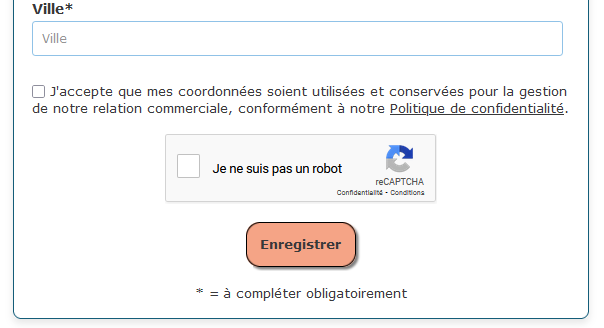 Ville*
Ville
J'accepte que mes coordonnées soient utilisées et conservées pour la gestion
de notre relation commerciale, conformément à notre Politique de confidentialité.
Je ne suis pas un robot
reCAPTCHA
Confidentialité - Conditions
Enregistrer
* = à compléter obligatoirement